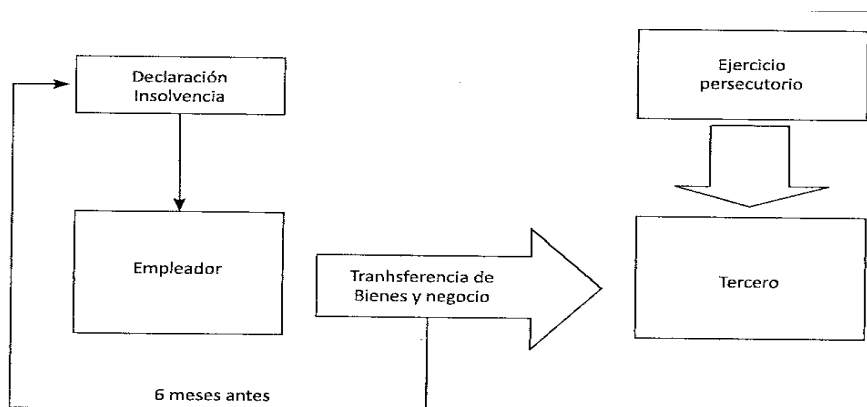 Declaración
Insolvencia
Ejercicio
persecutorio
Empleador
Tranhsferencia de
Bienes y negocio
Tercero
6 meses antes